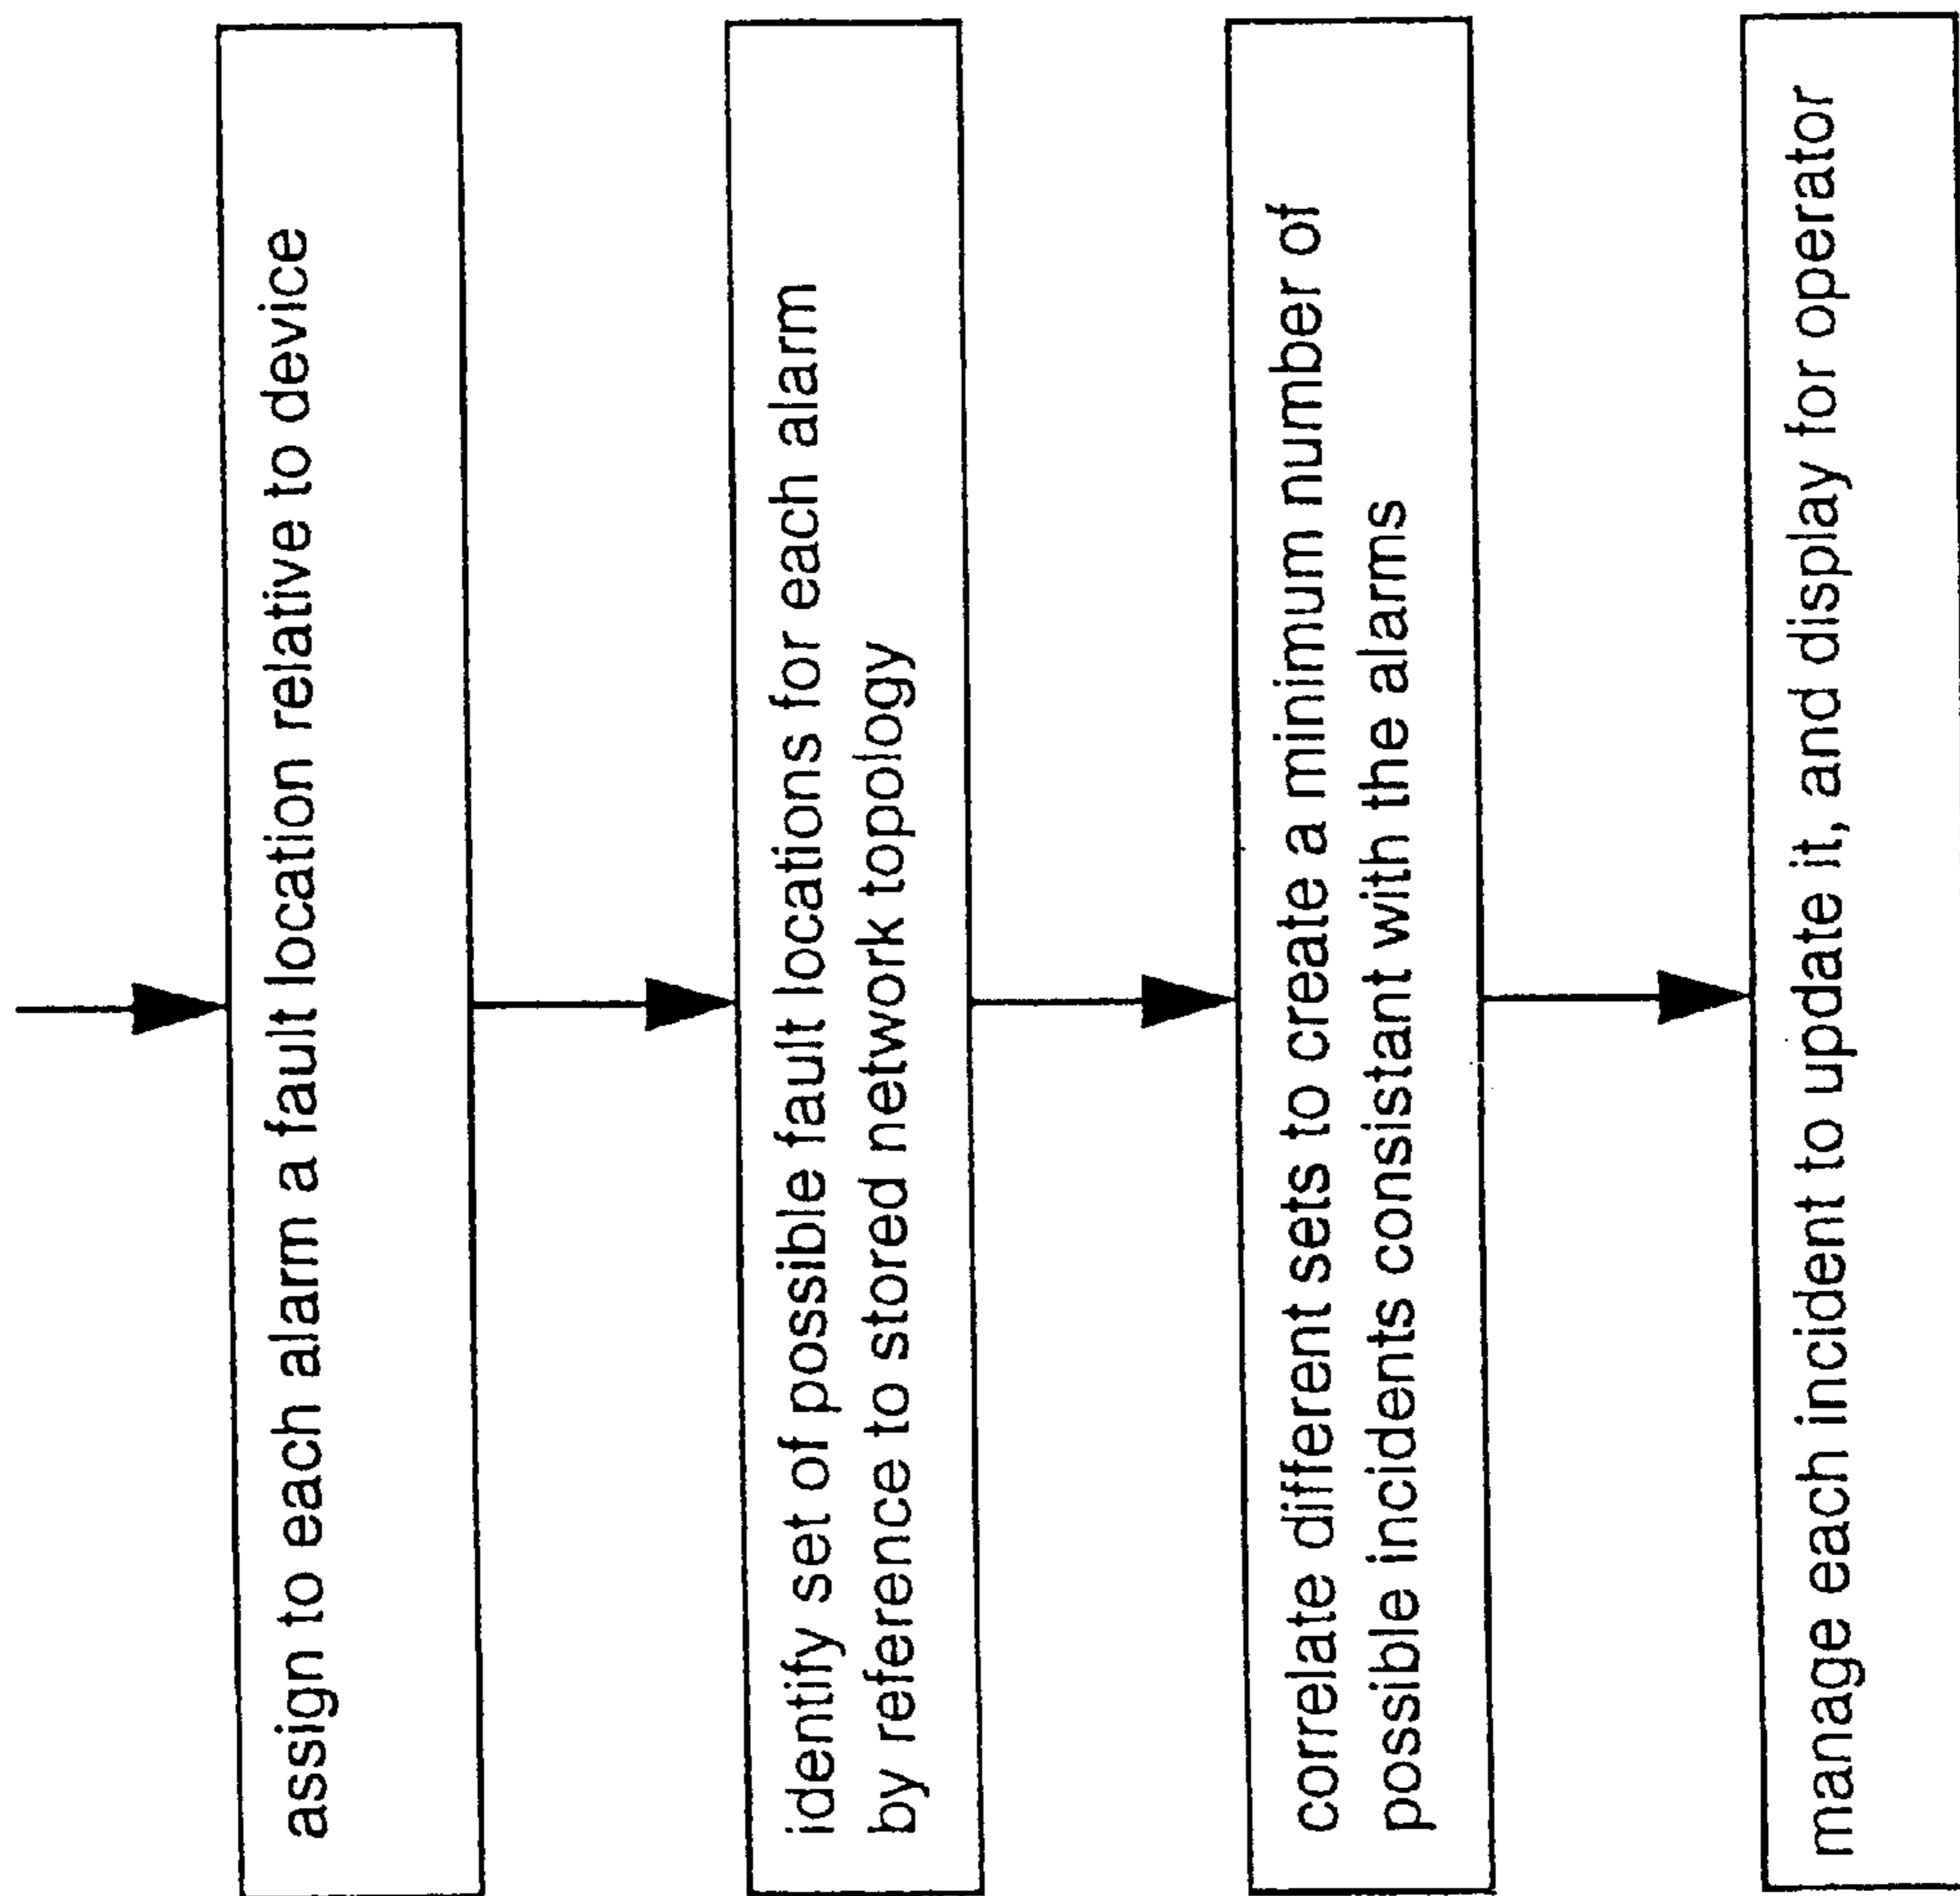 assign to each alarm a fault location relative to device
identify set of possible fault locations for each alarm
by reference to stored network topology
correlate different sets to create a minimum number of
possible incidents consistant with the alarms
manage each incident to update it, and display for operator